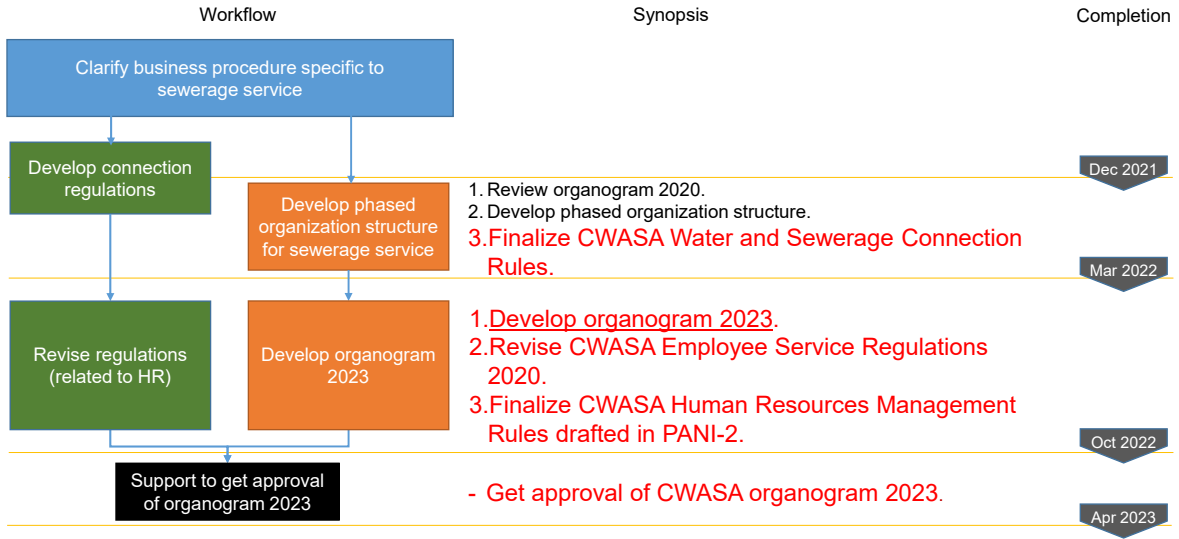 Workflow
Synopsis
Completion
Clarify business procedure specific to
sewerage service
Develop connection
regulations
Dec 2021
Develop phased
organization structure
for sewerage service
1. Review organogram 2020.
2. Develop phased organization structure.
3.Finalize CWASA Water and Sewerage Connection
Rules.
Mar 2022
Revise regulations
(related to HR)
Develop organogram
2023
1.Develop organogram 2023.
2.Revise CWASA Employee Service Regulations
2020.
3.Finalize CWASA Human Resources Management
Rules drafted in PANI-2.
Oct 2022
Support to get approval
of organogram 2023
- Get approval of CWASA organogram 2023.
Apr 2023